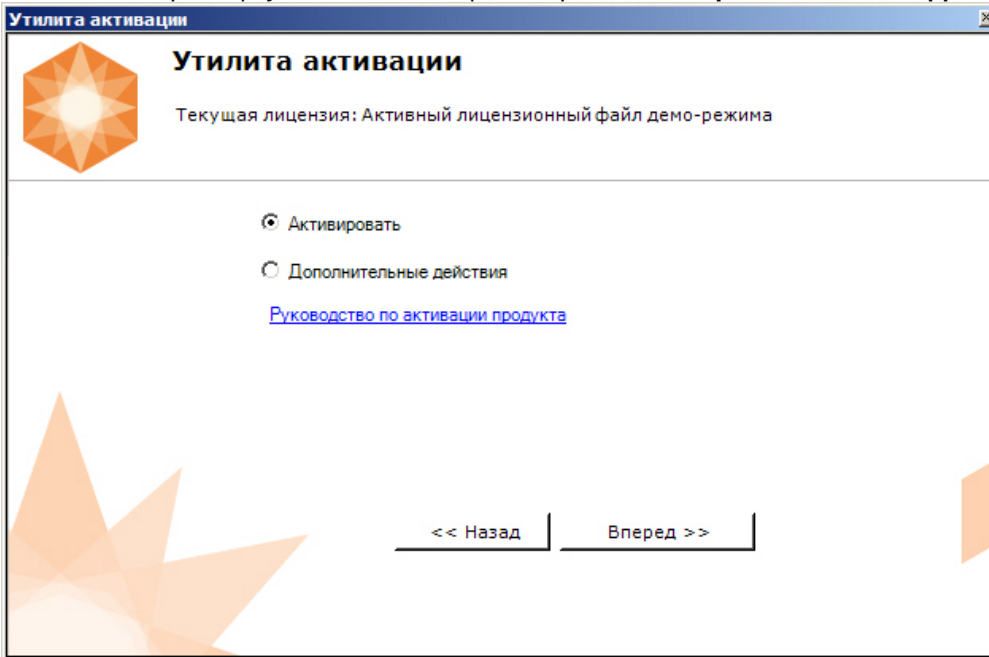 Утилита активации
Утилита активации
Текущая лицензия: Активный лицензионный файл демо-режима
Активировать
Дополнительные действия
Руководство по активации продукта
<< Назад
Вперед >>